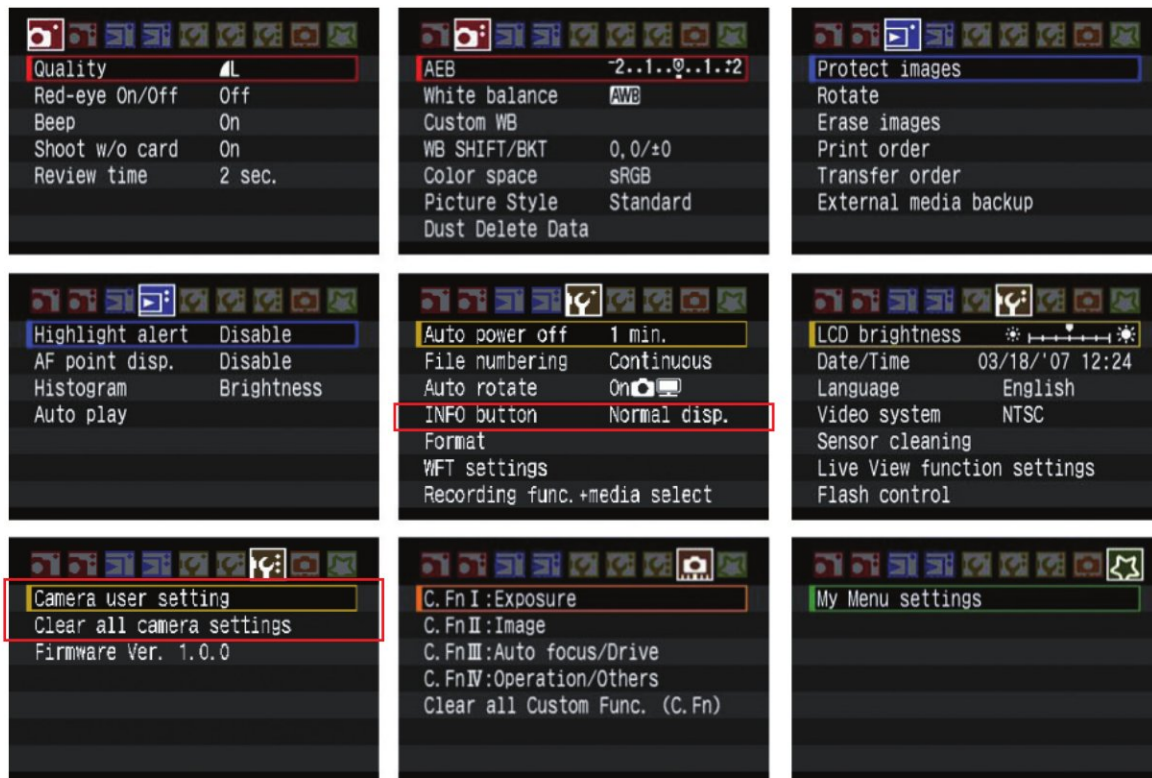 Quality L
Red-eye On/Off Off
Beep On
Shoot w/o card On
Review time 2 sec.
AEB -2..1..0..1.:2
White balance AWB
Custom WB
WB SHIFT/BKT 0,0/±0
Color space sRGB
Picture Style Standard
Dust Delete Data
Protect images
Rotate
Erase images
Print order
Transfer order
External media backup
Highlight alert Disable
AF point disp. Disable
Histogram Brightness
Auto play
Auto power off 1 min.
File numbering Continuous
Auto rotate On
INFO button Normal disp.
Format
WFT settings
Recording func.+media select
LCD brightness
Date/Time 03/18/'07 12:24
Language English
Video system NTSC
Sensor cleaning
Live View function settings
Flash control
Camera user setting
Clear all camera settings
Firmware Ver. 1.0.0
C.Fn I :Exposure
C.Fn II :Image
C.Fn III :Auto focus/Drive
C.Fn IV :Operation/Others
Clear all Custom Func. (C.Fn)
My Menu settings